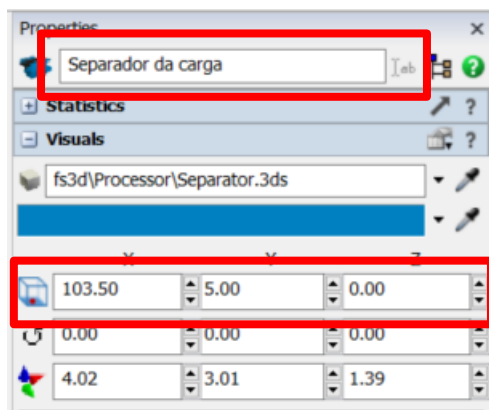 Properties ×
Separador da carga Iab ?
+ Statistics ?
- Visuals ?
fs3d\Processor\Separator.3ds
X Y Z
103.50 5.00 0.00
0.00 0.00 0.00
4.02 3.01 1.39